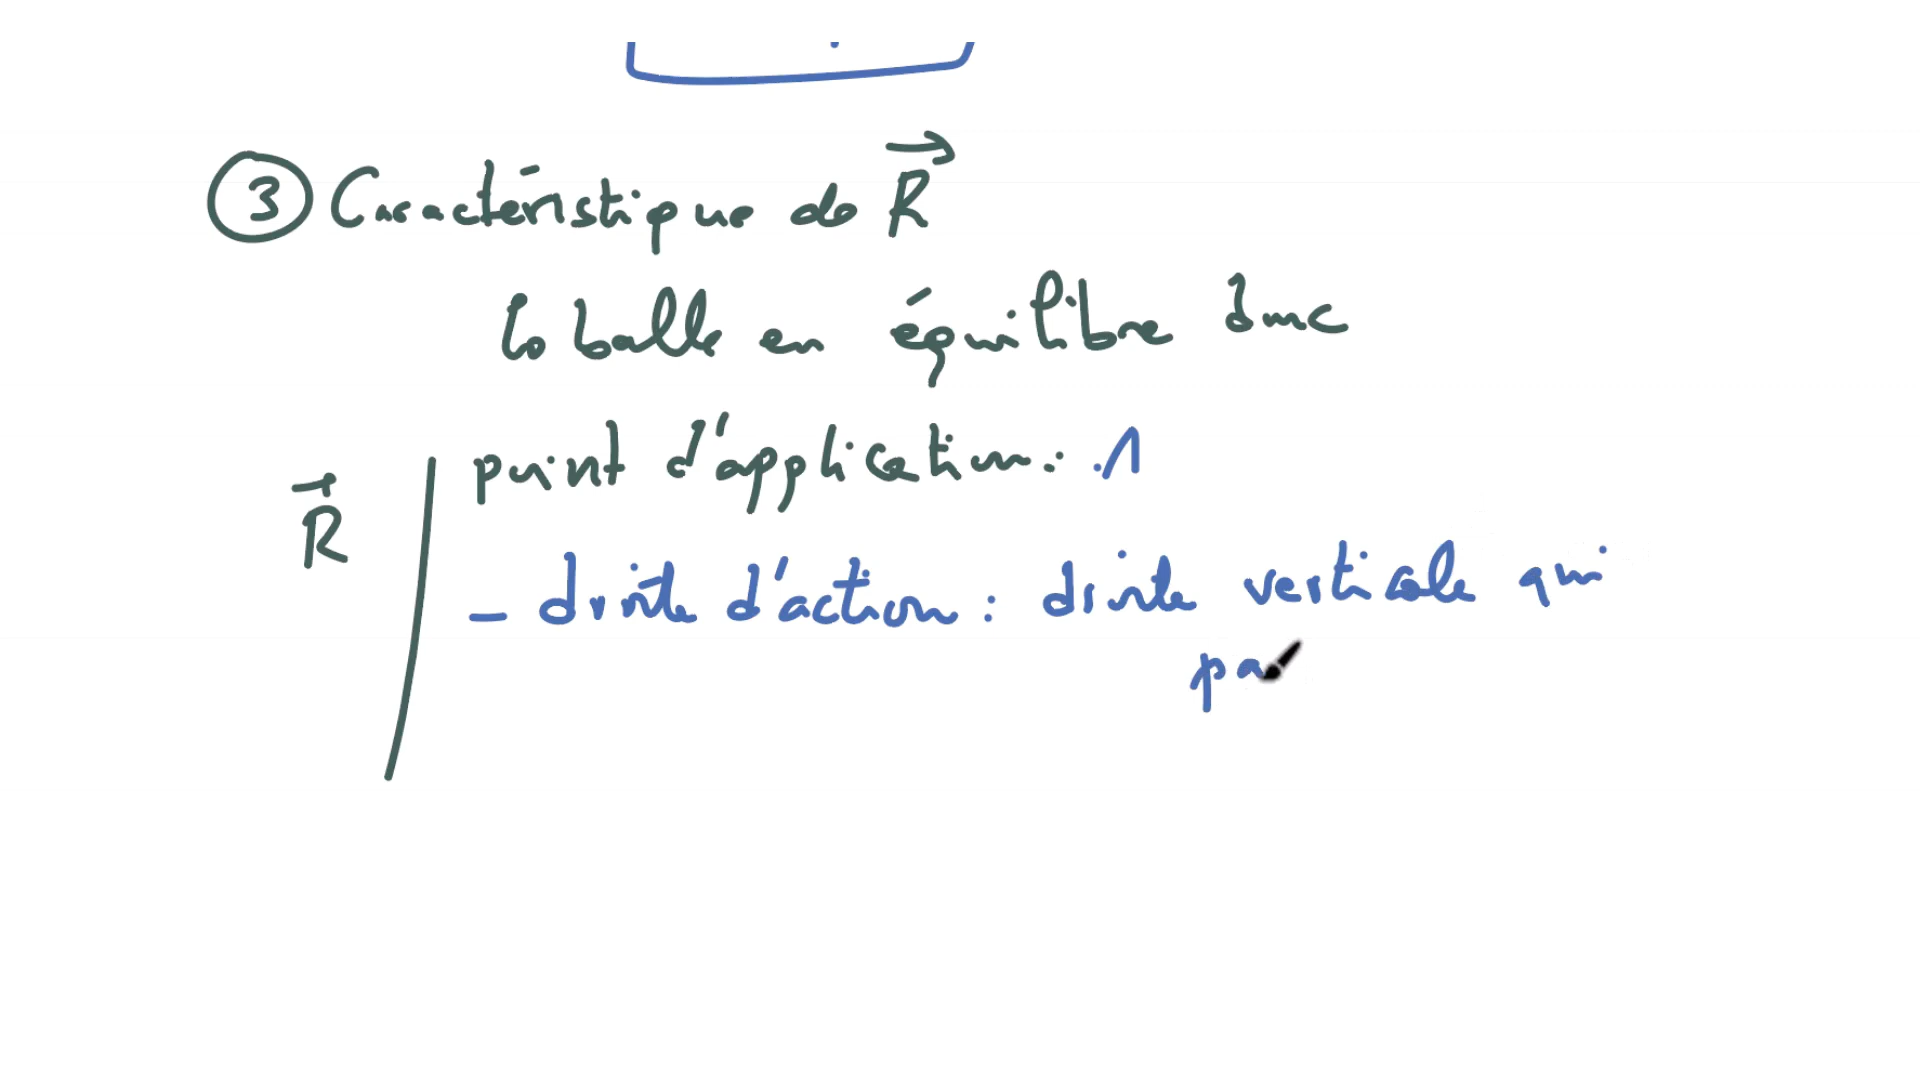 3 Caractéristique de R
la balle en équilibre donc
point d'application :
R
- droite d'action : droite verticale qui
pa